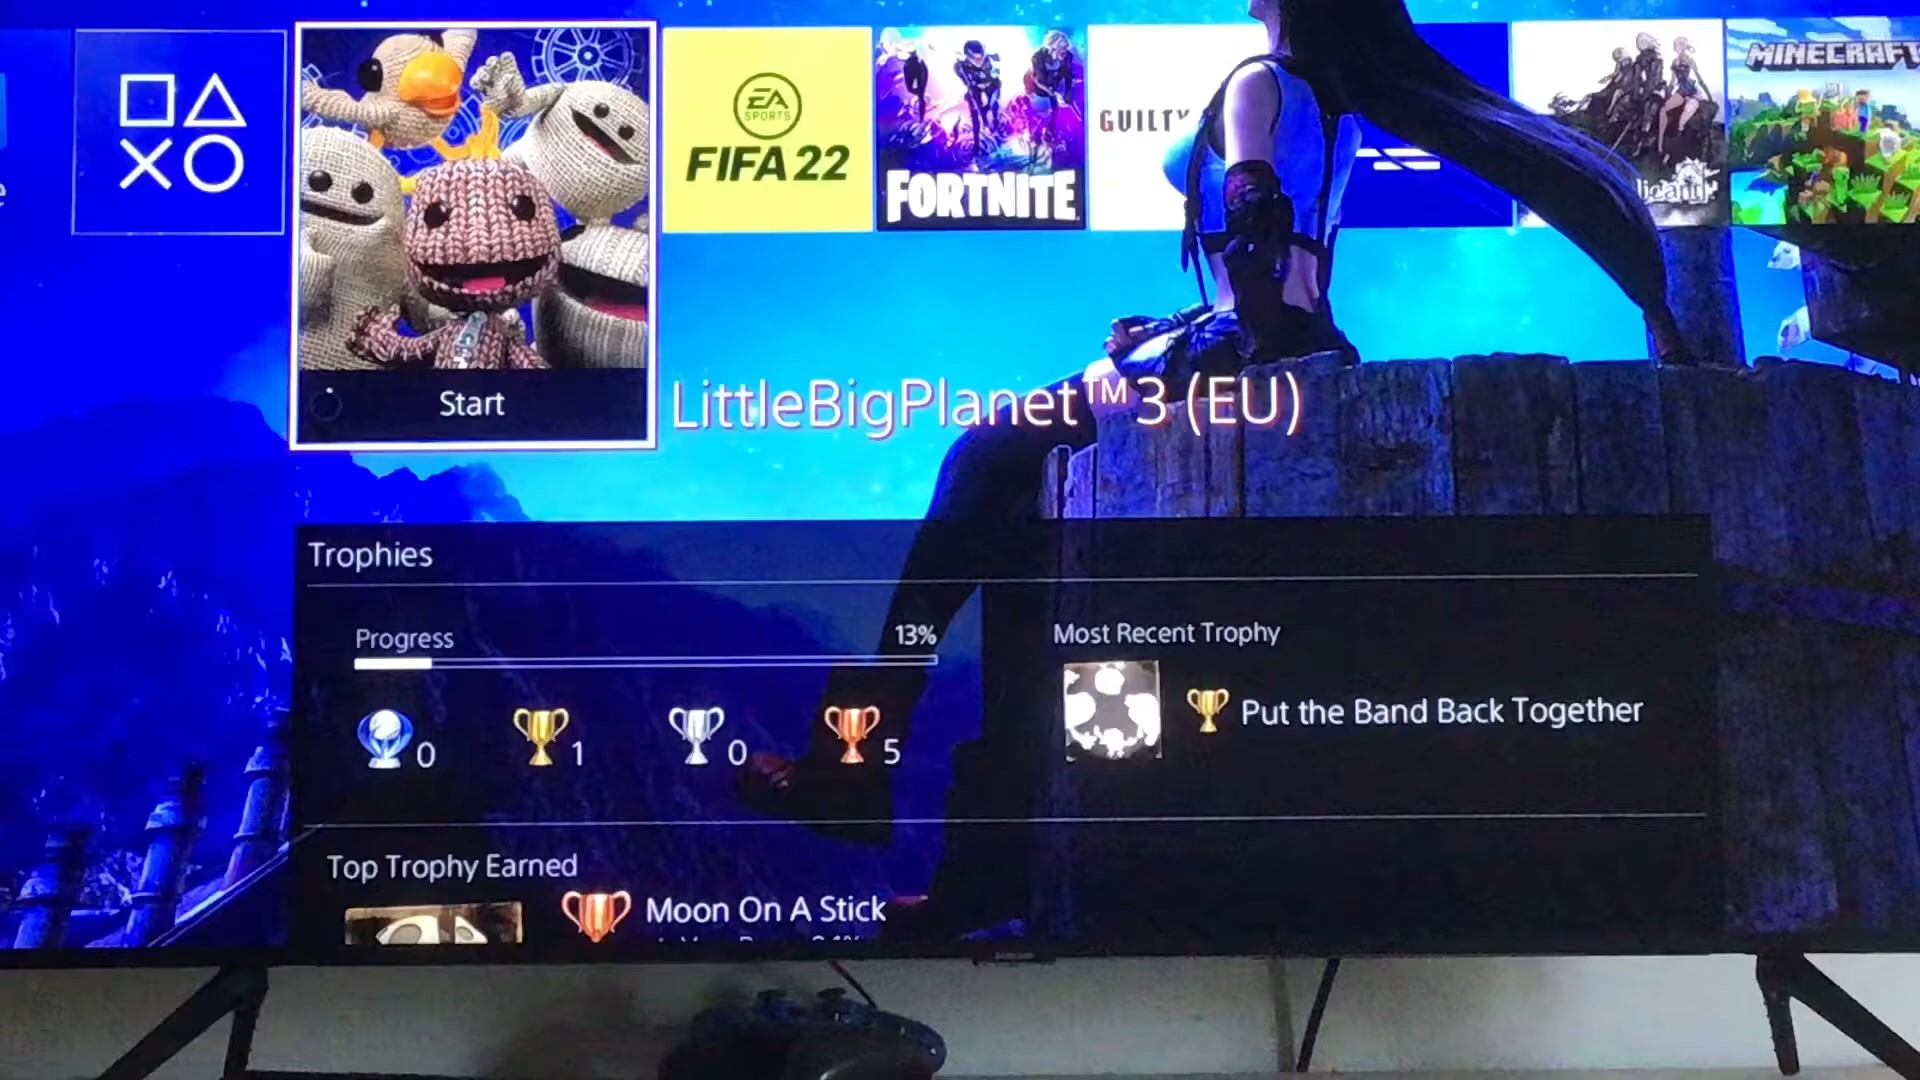 EA
SPORTS
FIFA 22
FORTNITE
GUILTY
MINECRAFT
Start
LittleBigPlanet™3 (EU)
Trophies
Progress
13%
0
1
0
5
Most Recent Trophy
Put the Band Back Together
Top Trophy Earned
Moon On A Stick